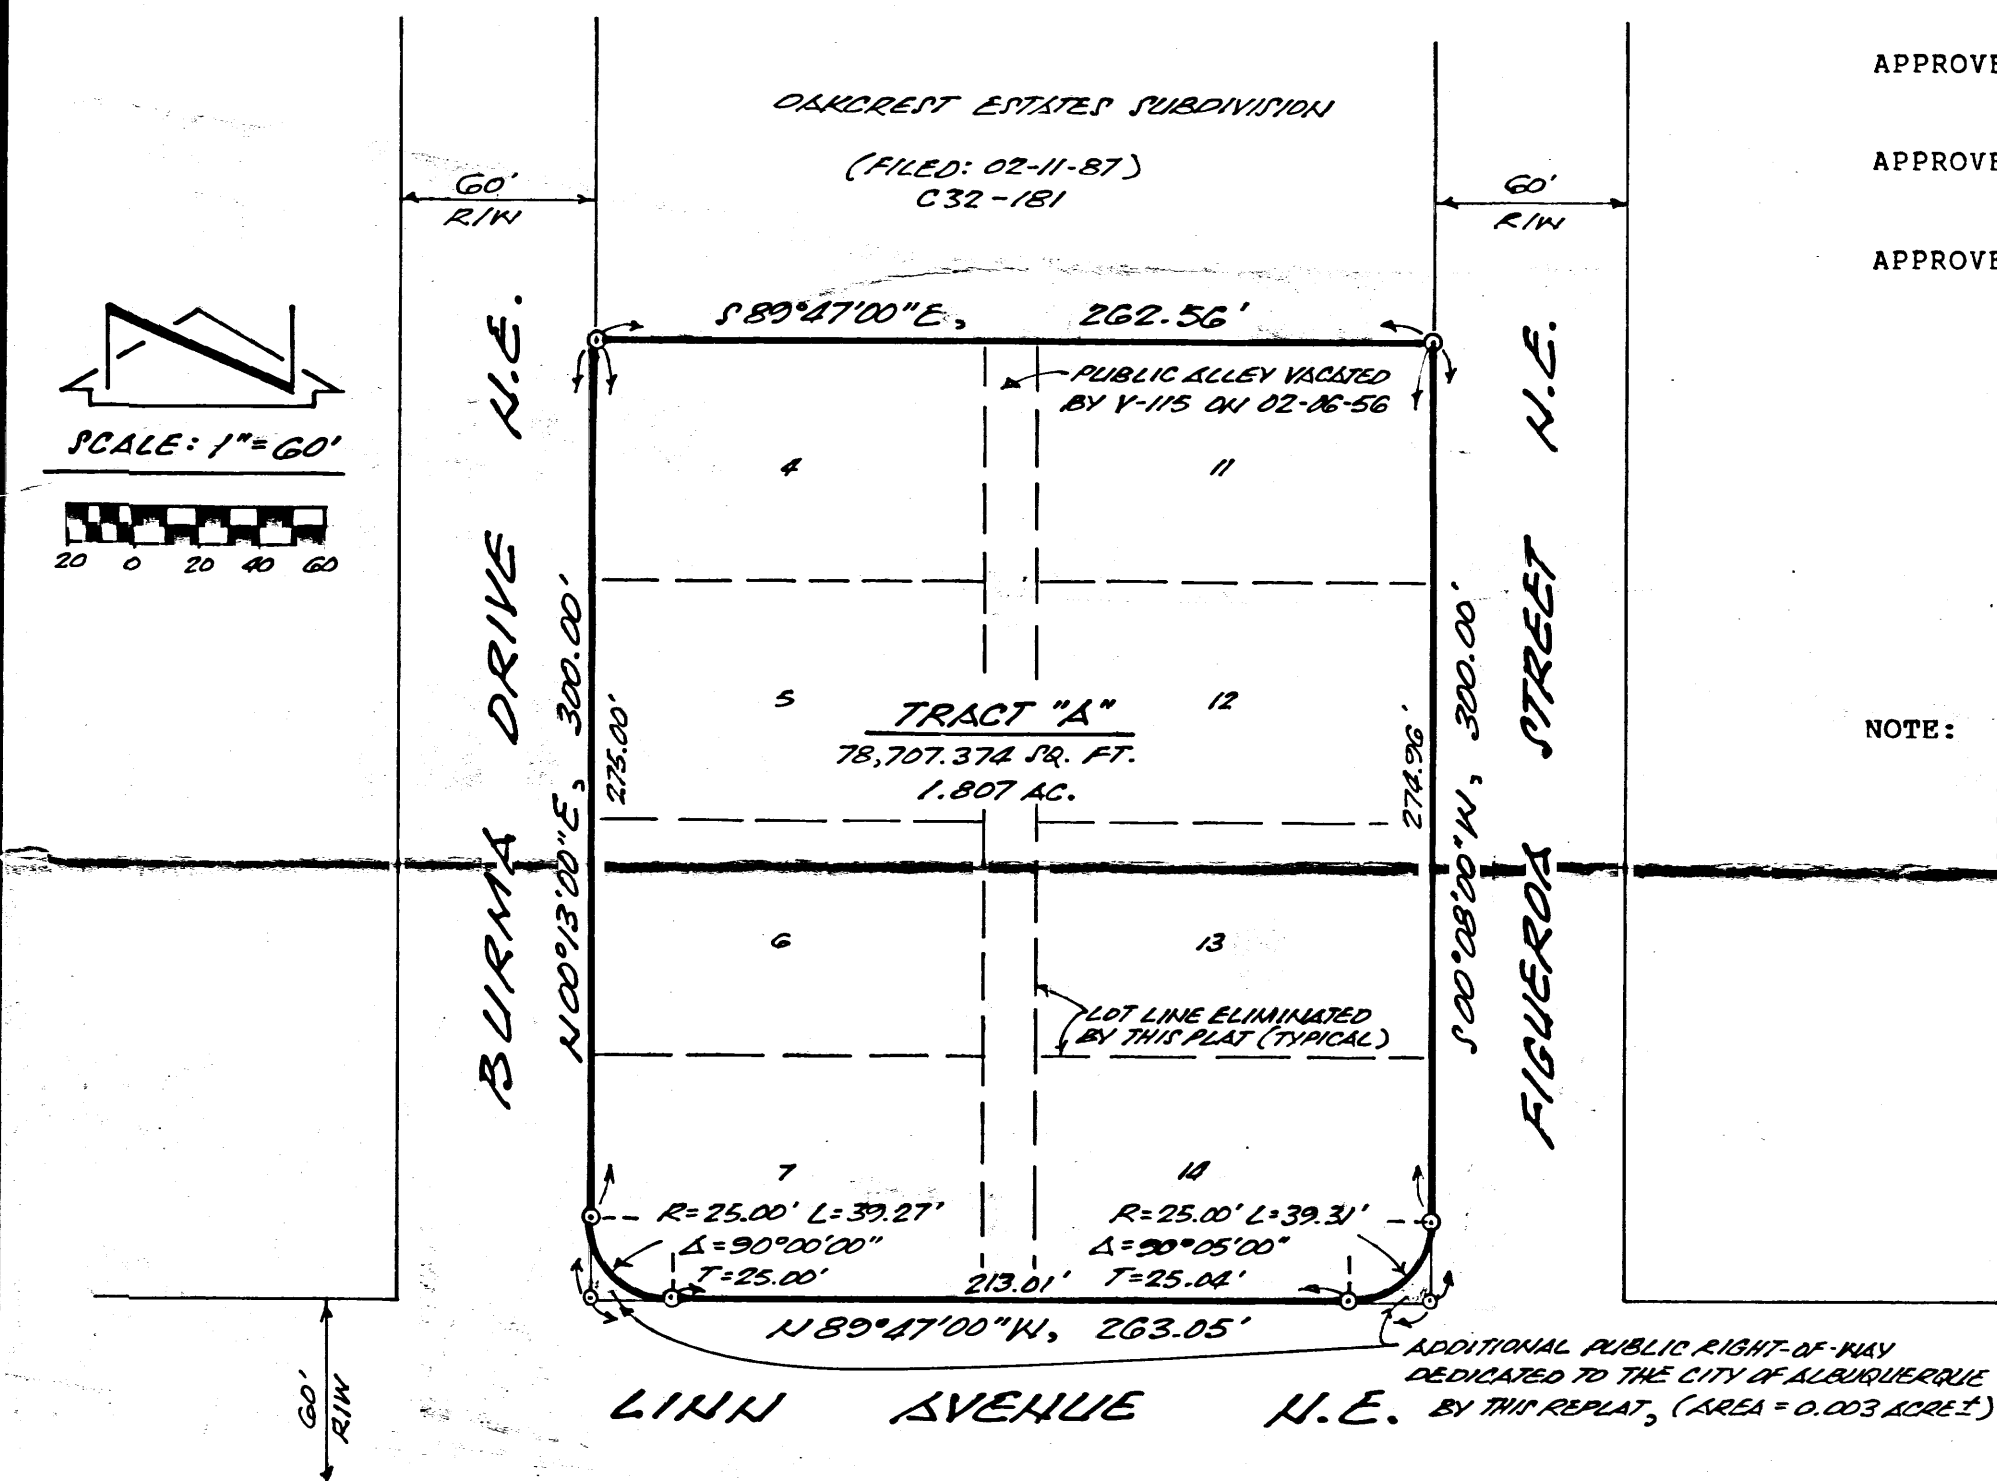 APPROVE
OAKCREST ESTATES SUBDIVISION
(FILED: 02-11-87)
C32-181
APPROVE
60'
R/W
60'
R/W
APPROVE
S89°47'00"E, 262.56'
PUBLIC ALLEY VACATED
BY V-115 ON 02-06-56
SCALE: 1"=60'
20 0 20 40 60
4
11
BURMA DRIVE N.E.
N00°13'00"E, 300.00'
275.00'
5
12
TRACT "A"
78,707.374 SQ. FT.
1.807 AC.
274.96'
S00°08'00"W, 300.00'
FIGUEROA STREET N.E.
NOTE:
6
13
LOT LINE ELIMINATED
BY THIS PLAT (TYPICAL)
7
R=25.00' L=39.27'
Δ=90°00'00"
T=25.00'
14
R=25.00' L=39.31'
Δ=90°05'00"
T=25.04'
213.01'
N89°47'00"W, 263.05'
ADDITIONAL PUBLIC RIGHT-OF-WAY
DEDICATED TO THE CITY OF ALBUQUERQUE
BY THIS REPLAT, (AREA = 0.003 ACRE±)
60'
R/W
LINN AVENUE N.E.